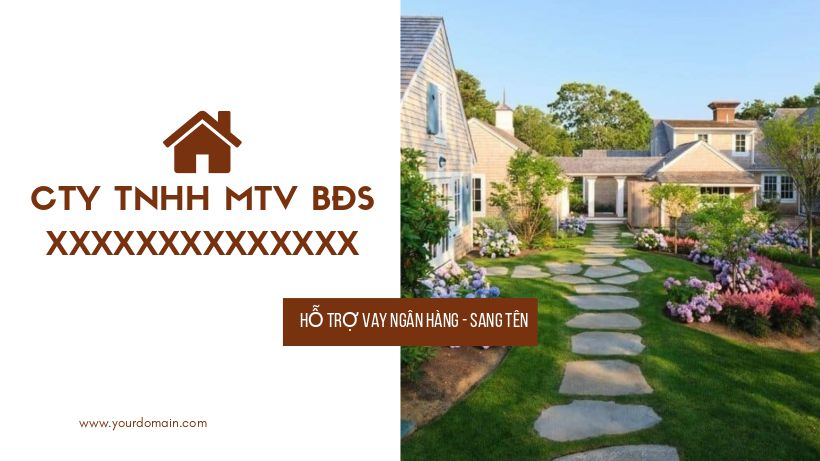 CTY TNHH MTV BĐS
XXXXXXXXXXXXXX
HỖ TRỢ VAY NGÂN HÀNG - SANG TÊN
www.yourdomain.com